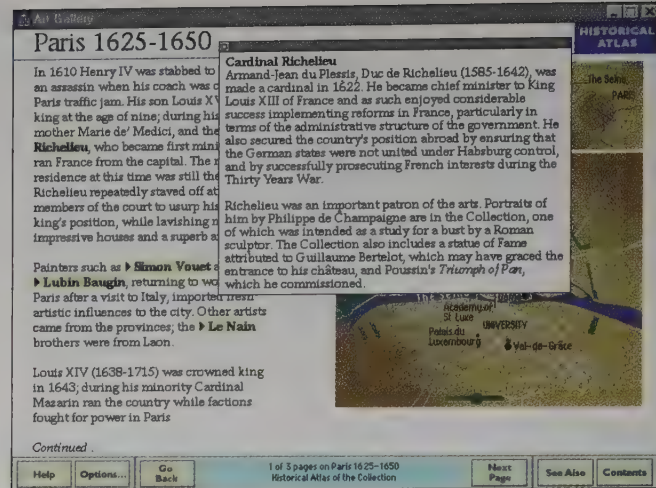 Art Gallery
Paris 1625-1650
HISTORICAL
ATLAS
In 1610 Henry IV was stabbed to
an assassin when his coach was c
Paris traffic jam. His son Louis X
king at the age of nine; during his
mother Marie de' Medici, and the
Richelieu, who became first mini
ran France from the capital. The r
residence at this time was still the
Richelieu repeatedly staved off at
members of the court to usurp his
king's position, while lavishing m
impressive houses and a superb a
Painters such as ▶ Simon Vouet a
▶ Lubin Baugin, returning to wo
Paris after a visit to Italy, imported fresh
artistic influences to the city. Other artists
came from the provinces; the ▶ Le Nain
brothers were from Laon.
Louis XIV (1638-1715) was crowned king
in 1643; during his minority Cardinal
Mazarin ran the country while factions
fought for power in Paris
Continued .
Cardinal Richelieu
Armand-Jean du Plessis, Duc de Richelieu (1585-1642), was
made a cardinal in 1622. He became chief minister to King
Louis XIII of France and as such enjoyed considerable
success implementing reforms in France, particularly in
terms of the administrative structure of the government. He
also secured the country's position abroad by ensuring that
the German states were not united under Habsburg control,
and by successfully prosecuting French interests during the
Thirty Years War.
Richelieu was an important patron of the arts. Portraits of
him by Philippe de Champaigne are in the Collection, one
of which was intended as a study for a bust by a Roman
sculptor. The Collection also includes a statue of Fame
attributed to Guillaume Bertelot, which may have graced the
entrance to his château, and Poussin's Triumph of Pan,
which he commissioned.
The Seine
PARIS
The Seine
Academy of
St Luke
UNIVERSITY
Palais du
Luxembourg
Val-de-Grâce
Help
Options...
Go
Back
1 of 3 pages on Paris 1625-1650
Historical Atlas of the Collection
Next
Page
See Also
Contents